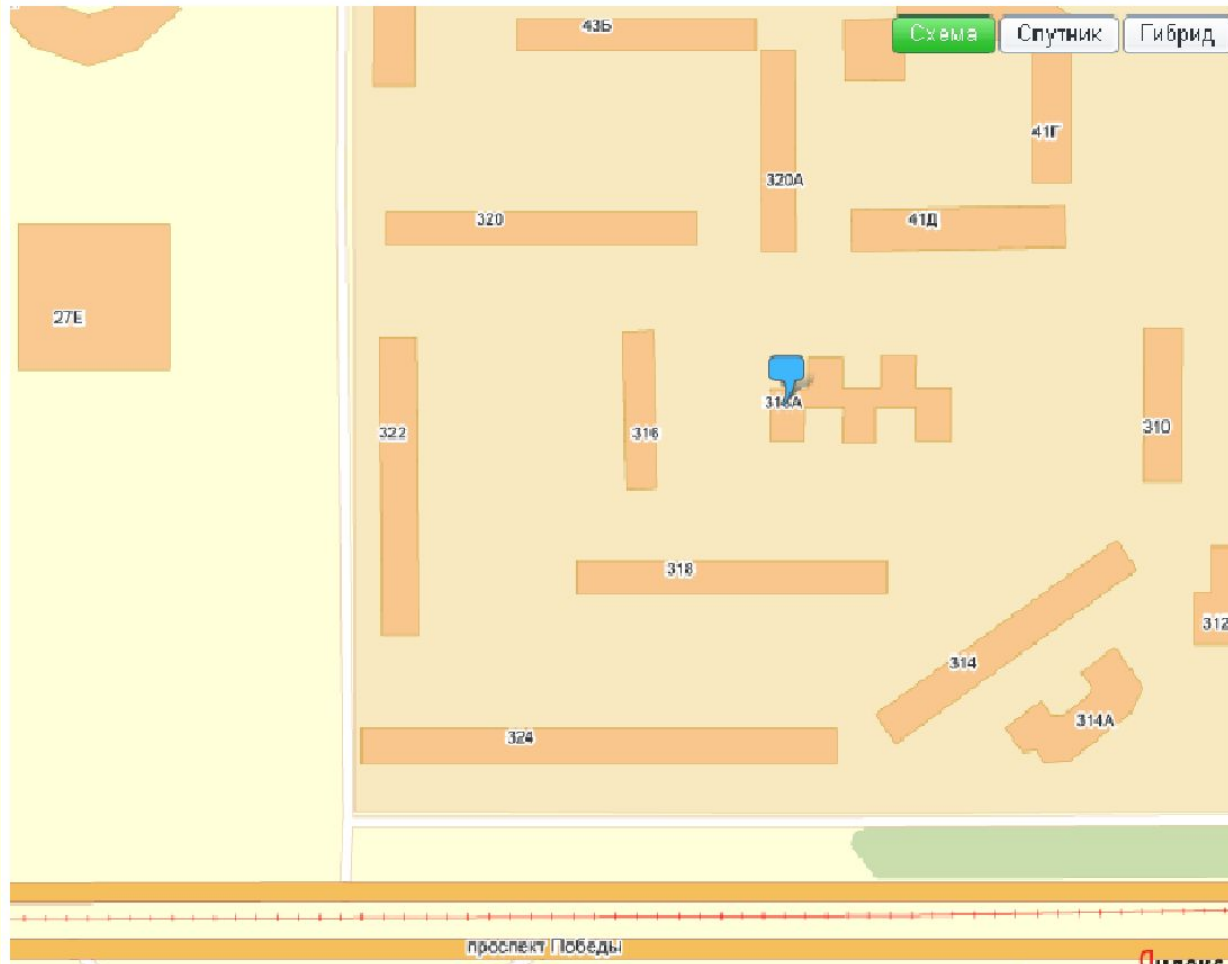 43Б
Схема
Спутник
Гибрид
41Г
320А
320
41Д
27Е
322
316
310
318
312
314
314А
324
проспект Победы